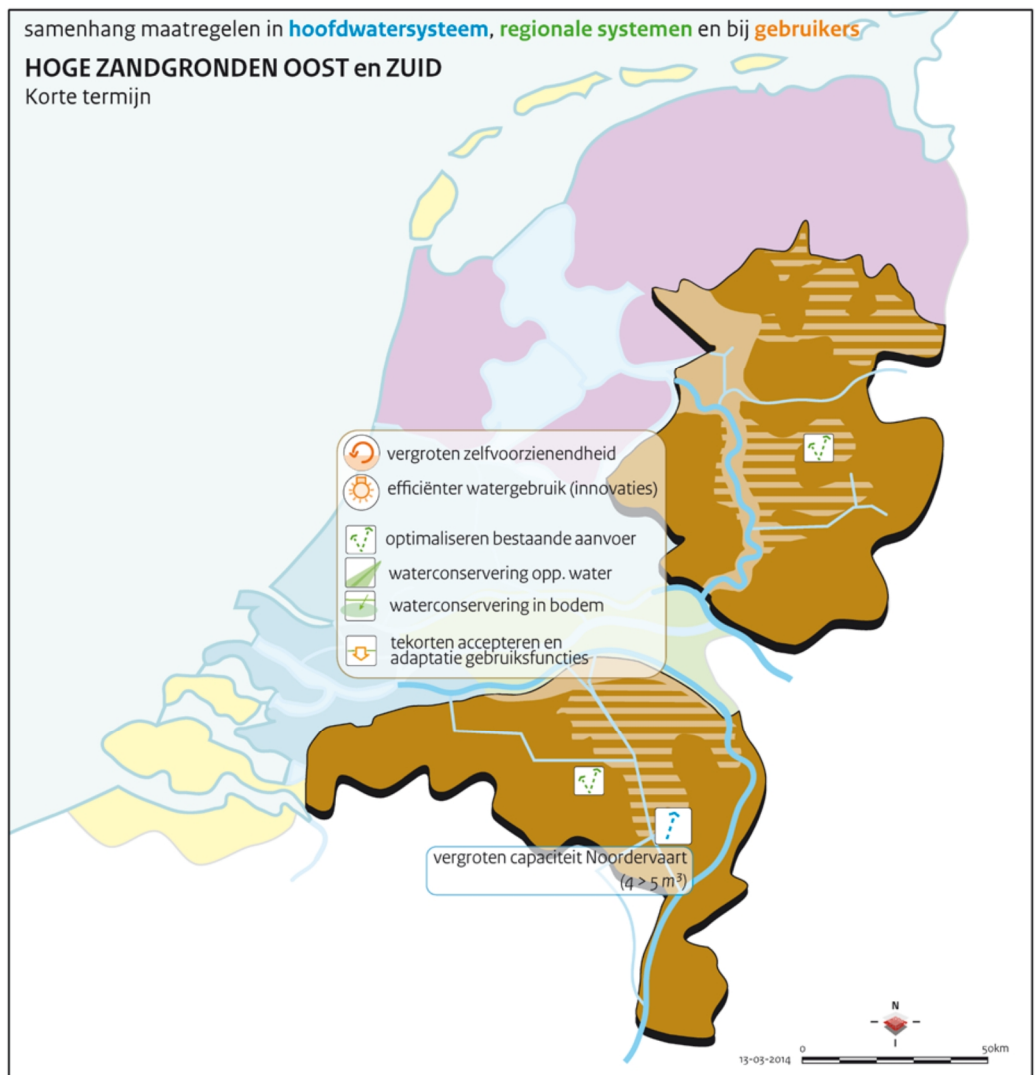 samenhang maatregelen in hoofdwatersysteem, regionale systemen en bij gebruikers
HOGE ZANDGRONDEN OOST en ZUID
Korte termijn
vergroten zelfvoorzienendheid
efficiënter watergebruik (innovaties)
optimaliseren bestaande aanvoer
waterconservering opp. water
waterconservering in bodem
tekorten accepteren en
adaptatie gebruiksfuncties
vergroten capaciteit Noordervaart
(4 > 5 m³)
N
13-03-2014
0
50km